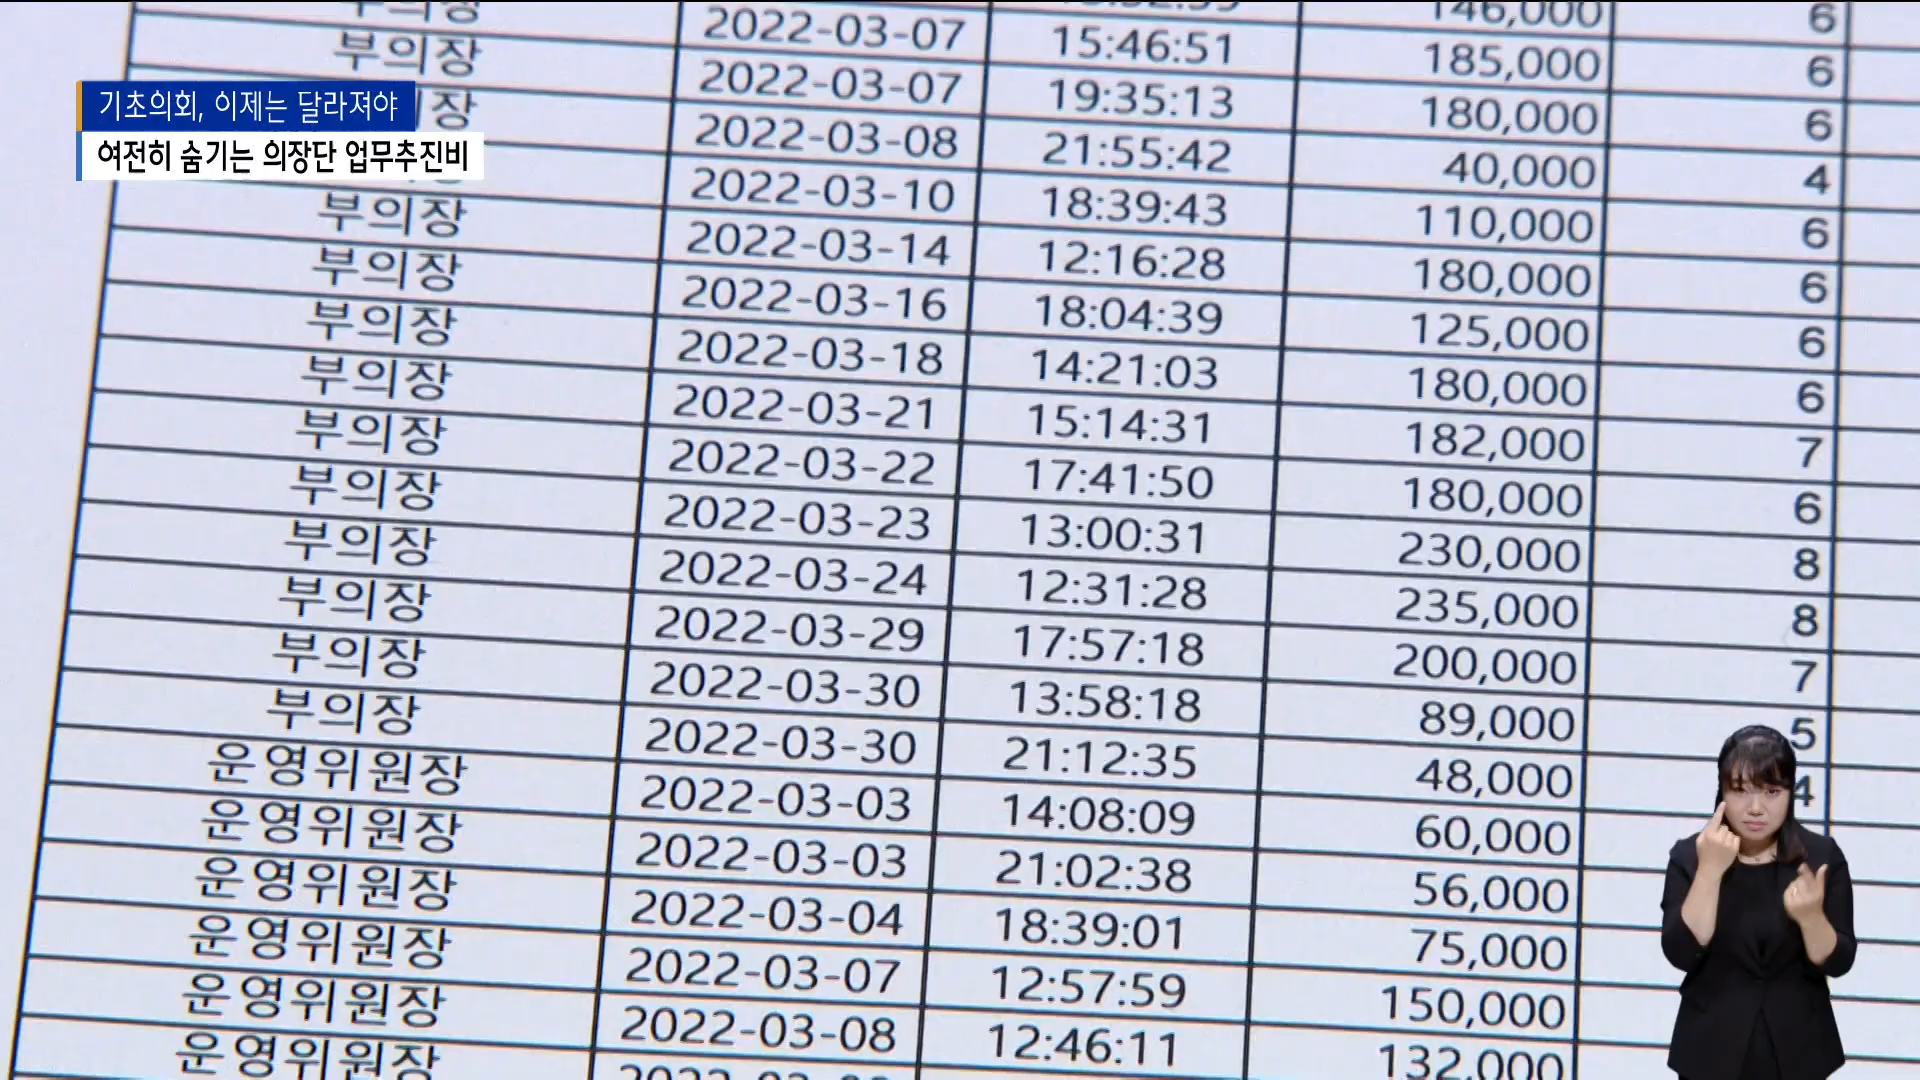 146,000 6
부의장 2022-03-07 15:46:51 185,000 6
부의장 2022-03-07 19:35:13 180,000 6
기초의회, 이제는 달라져야
장 2022-03-08 21:55:42 40,000 4
여전히 숨기는 의장단 업무추진비
2022-03-10 18:39:43 110,000 6
부의장 2022-03-14 12:16:28 180,000 6
부의장 2022-03-16 18:04:39 125,000 6
부의장 2022-03-18 14:21:03 180,000 6
부의장 2022-03-21 15:14:31 182,000 7
부의장 2022-03-22 17:41:50 180,000 6
부의장 2022-03-23 13:00:31 230,000 8
부의장 2022-03-24 12:31:28 235,000 8
부의장 2022-03-29 17:57:18 200,000 7
부의장 2022-03-30 13:58:18 89,000 5
부의장 2022-03-30 21:12:35 48,000 4
운영위원장 2022-03-03 14:08:09 60,000
운영위원장 2022-03-03 21:02:38 56,000
운영위원장 2022-03-04 18:39:01 75,000
운영위원장 2022-03-07 12:57:59 150,000
운영위원장 2022-03-08 12:46:11 132,000
운영위원장